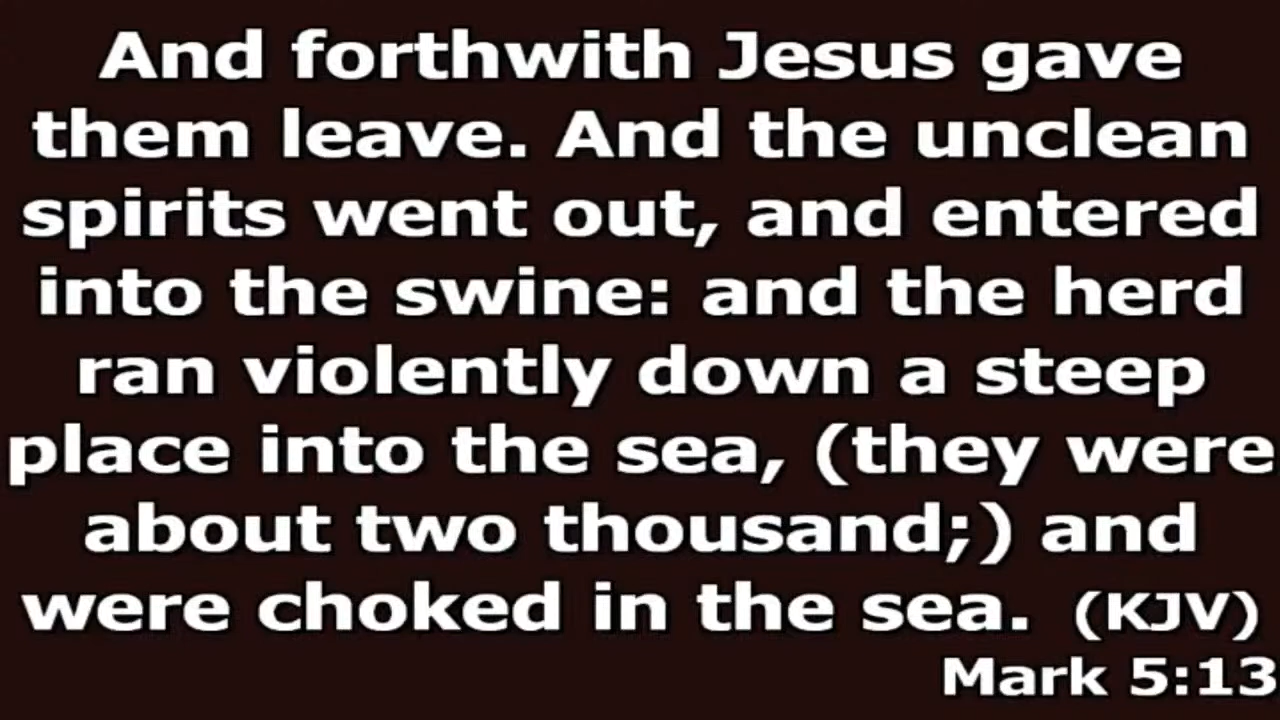 And forthwith Jesus gave
them leave. And the unclean
spirits went out, and entered
into the swine: and the herd
ran violently down a steep
place into the sea, (they were
about two thousand;) and
were choked in the sea. (KJV)
Mark 5:13